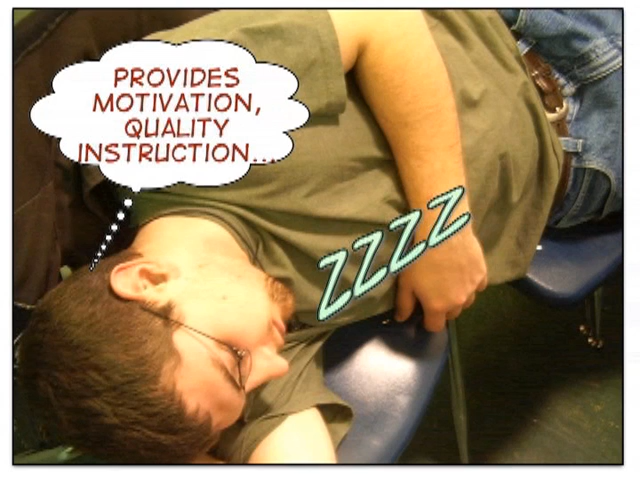 PROVIDES
MOTIVATION,
QUALITY
INSTRUCTION...
ZZZZ